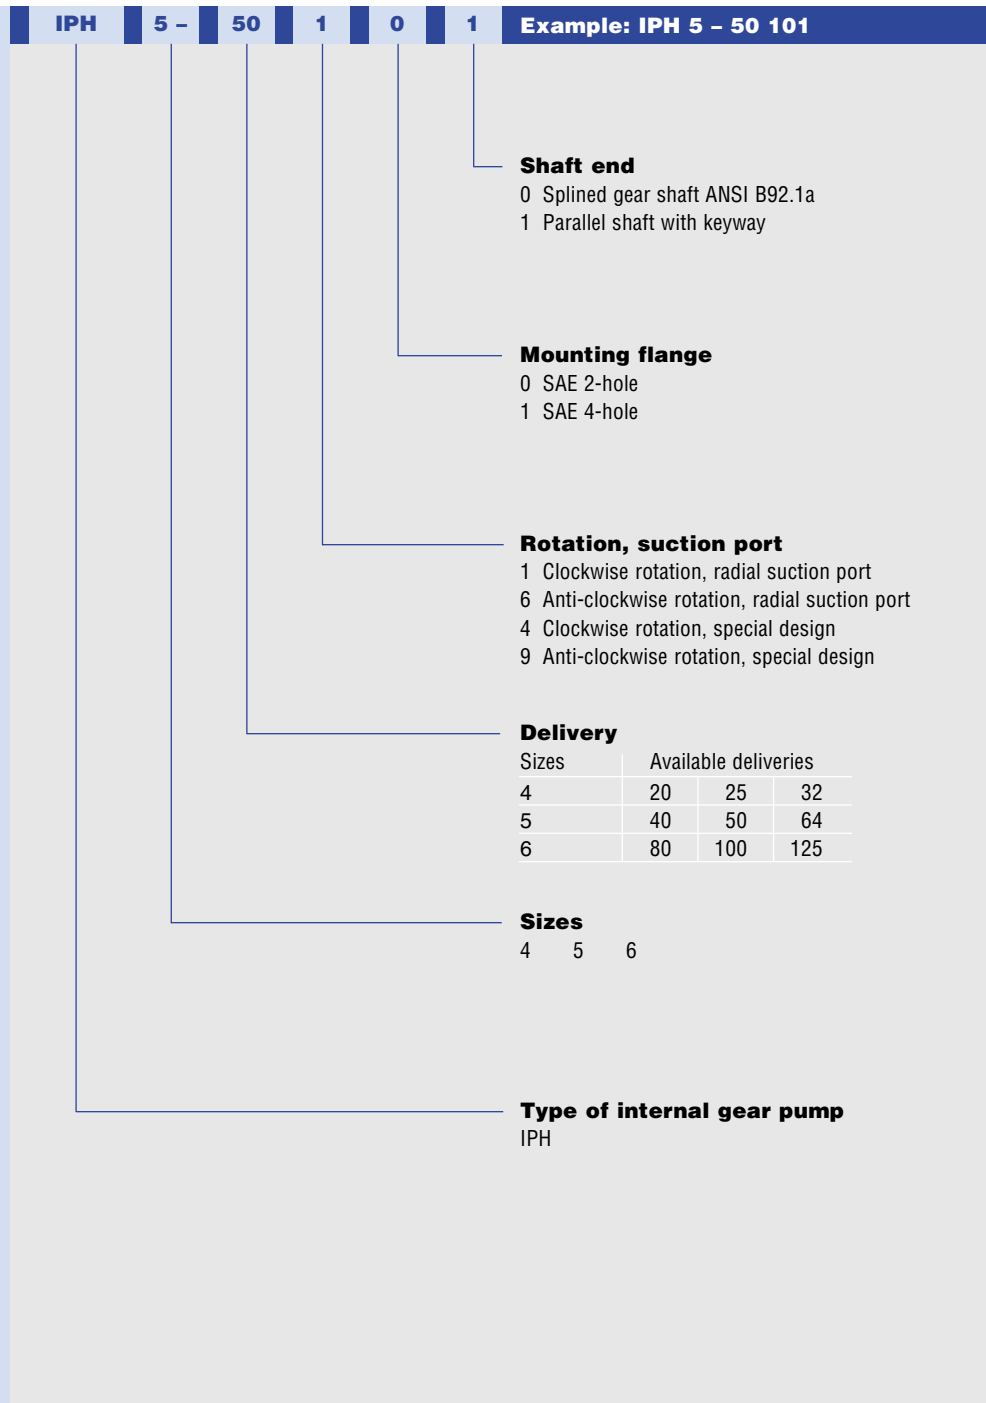 IPH 5 – 50 1 0 1 Example: IPH 5 – 50 101
Shaft end
0 Splined gear shaft ANSI B92.1a
1 Parallel shaft with keyway
Mounting flange
0 SAE 2-hole
1 SAE 4-hole
Rotation, suction port
1 Clockwise rotation, radial suction port
6 Anti-clockwise rotation, radial suction port
4 Clockwise rotation, special design
9 Anti-clockwise rotation, special design
Delivery
Sizes Available deliveries
4 20 25 32
5 40 50 64
6 80 100 125
Sizes
4 5 6
Type of internal gear pump
IPH